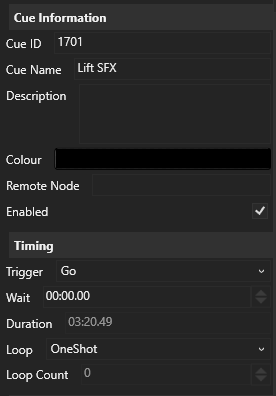 Cue Information
Cue ID 1701
Cue Name Lift SFX
Description
Colour
Remote Node
Enabled
Timing
Trigger Go
Wait 00:00.00
Duration 03:20.49
Loop OneShot
Loop Count 0